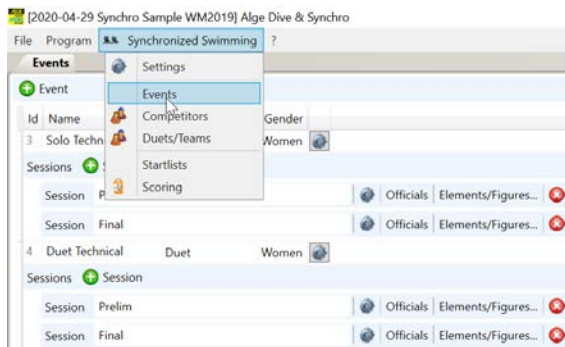 [2020-04-29 Synchro Sample WM2019] Alge Dive & Synchro
File Program Synchronized Swimming ?
Settings
Events
Competitors
Duets/Teams
Startlists
Scoring
Events
Event
Id Name Gender
3 Solo Techn Women
Sessions
Session P Officials Elements/Figures...
Session Final Officials Elements/Figures...
4 Duet Technical Duet Women
Sessions Session
Session Prelim Officials Elements/Figures...
Session Final Officials Elements/Figures...